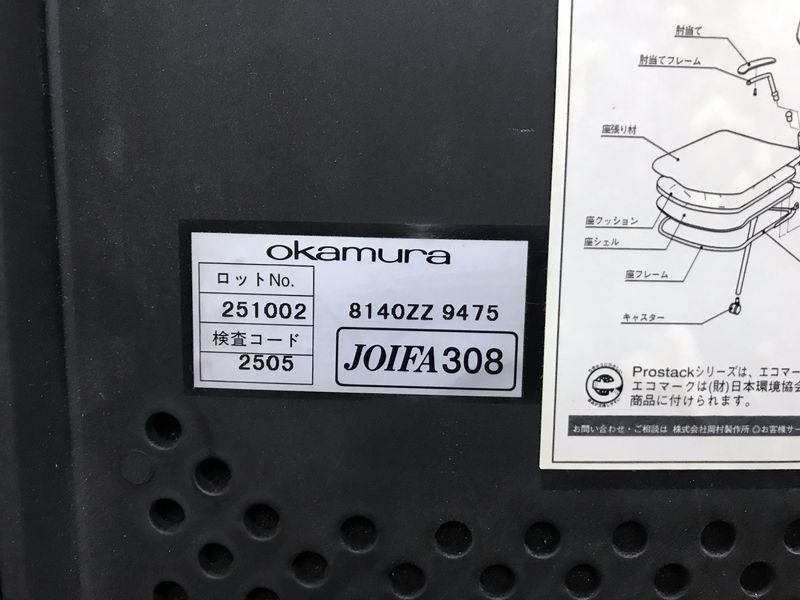 okamura
ロットNo.
251002
8140ZZ 9475
検査コード
2505
JOIFA308
肘当て
肘当てフレーム
座張り材
座クッション
座シェル
座フレーム
キャスター
Prostackシリーズは、エコマー
エコマークは(財)日本環境協会
商品に付けられます。
お問い合わせ・ご相談は 株式会社岡村製作所 ◎お客様サー